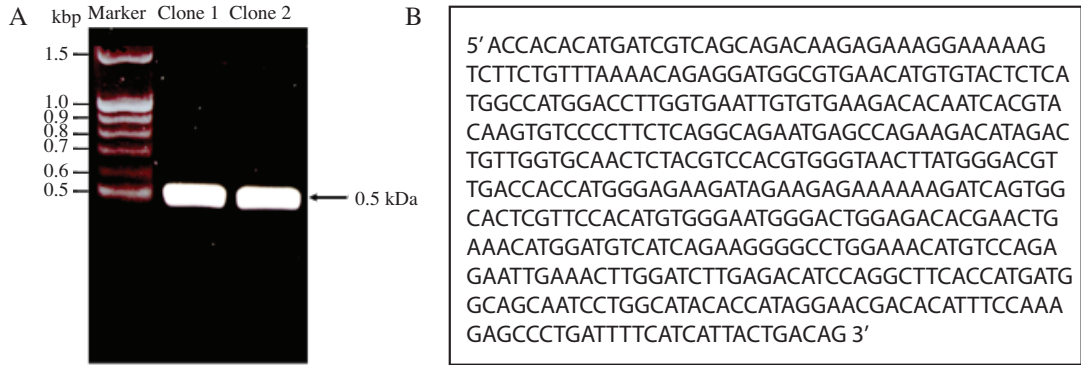 A
kbp Marker Clone 1 Clone 2
1.5
1.0
0.9
0.8
0.7
0.6
0.5
0.5 kDa
B
5′ ACCACACATGATCGTCAGCAGACAAGAGAAAGGAAAAAG
TCTTCTGTTTAAAACAGAGGATGGCGTGAACATGTGTACTCTCA
TGGCCATGGACCTTGGTGAATTGTGTGAAGACACAATCACGTA
CAAGTGTCCCCTTCTCAGGCAGAATGAGCCAGAAGACATAGAC
TGTTGGTGCAACTCTACGTCCACGTGGGTAACTTATGGGACGT
TGACCACCATGGGAGAAGATAGAAGAGAAAAAAGATCAGTGG
CACTCGTTCCACATGTGGGAATGGGACTGGAGACACGAACTG
AAACATGGATGTCATCAGAAGGGGCCTGGAAACATGTCCAGA
GAATTGAAACTTGGATCTTGAGACATCCAGGCTTCACCATGATG
GCAGCAATCCTGGCATACACCATAGGAACGACACATTTCCAAA
GAGCCCTGATTTTCATCATTACTGACAG 3′